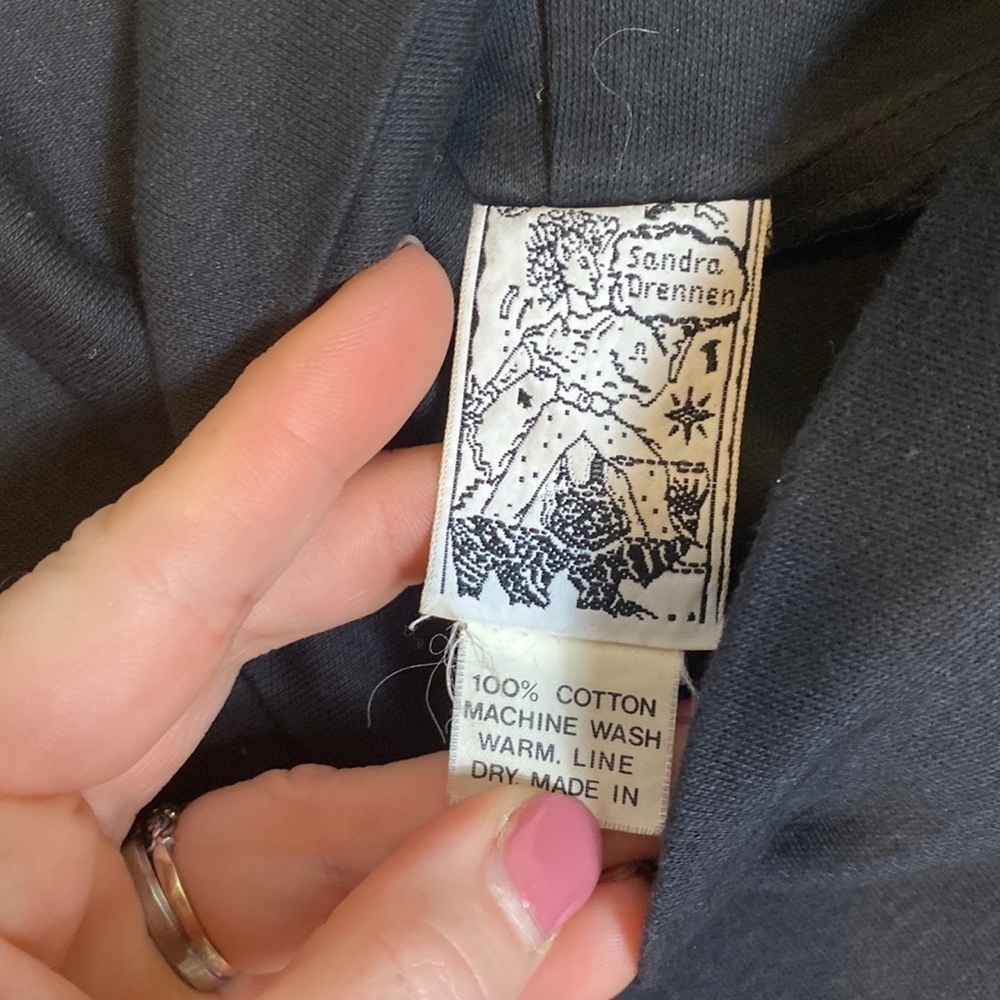 Sandra
Drennen
100% COTTON
MACHINE WASH
WARM. LINE
DRY. MADE IN